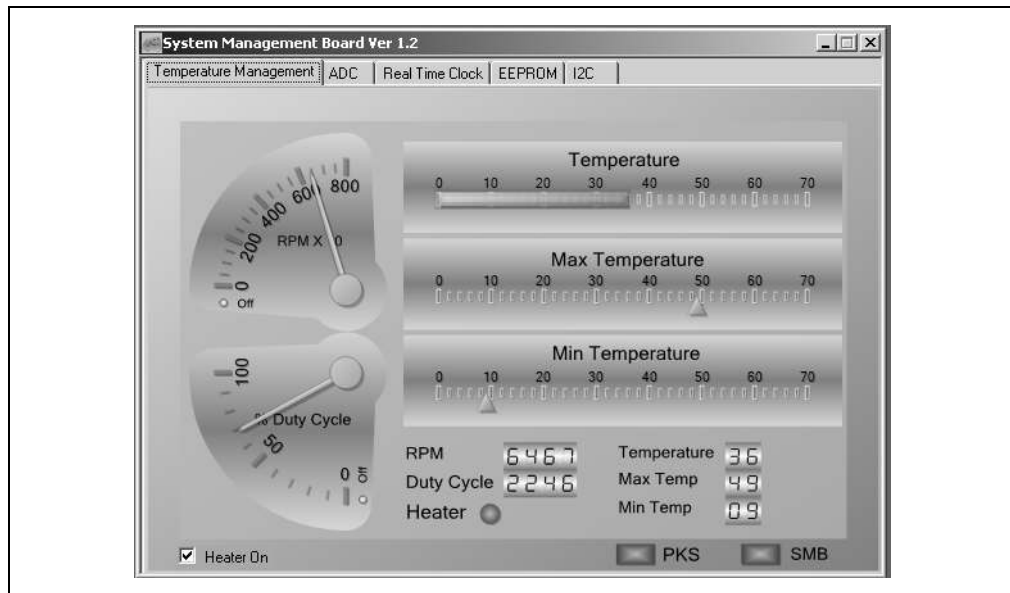 System Management Board Ver 1.2
Temperature Management ADC Real Time Clock EEPROM I2C
0 200 400 600 800
RPM X 0
Off
100 50 0
% Duty Cycle
Off
Temperature
0 10 20 30 40 50 60 70
Max Temperature
0 10 20 30 40 50 60 70
Min Temperature
0 10 20 30 40 50 60 70
RPM 6467
Duty Cycle 2246
Heater
Temperature 36
Max Temp 49
Min Temp 09
Heater On
PKS SMB